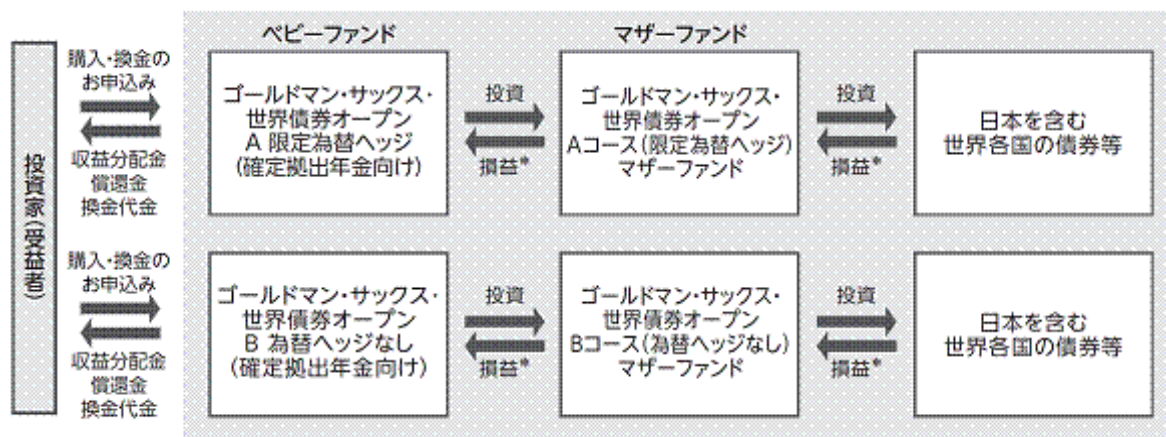 ベビーファンド
マザーファンド
投資家(受益者)
購入・換金の
お申込み
収益分配金
償還金
換金代金
ゴールドマン・サックス・
世界債券オープン
A 限定為替ヘッジ
(確定拠出年金向け)
投資
損益*
ゴールドマン・サックス・
世界債券オープン
Aコース(限定為替ヘッジ)
マザーファンド
投資
損益*
日本を含む
世界各国の債券等
購入・換金の
お申込み
収益分配金
償還金
換金代金
ゴールドマン・サックス・
世界債券オープン
B 為替ヘッジなし
(確定拠出年金向け)
投資
損益*
ゴールドマン・サックス・
世界債券オープン
Bコース(為替ヘッジなし)
マザーファンド
投資
損益*
日本を含む
世界各国の債券等